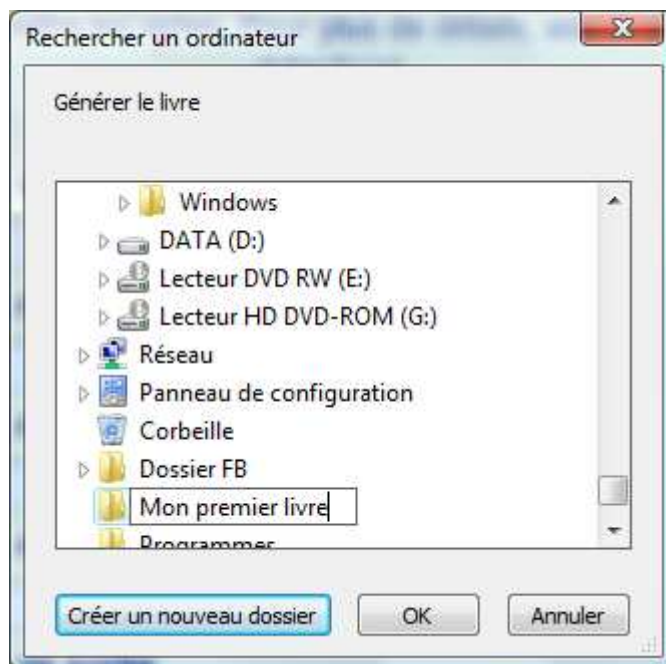 Rechercher un ordinateur
Générer le livre
Windows
DATA (D:)
Lecteur DVD RW (E:)
Lecteur HD DVD-ROM (G:)
Réseau
Panneau de configuration
Corbeille
Dossier FB
Mon premier livre
Programmes
Créer un nouveau dossier
OK
Annuler